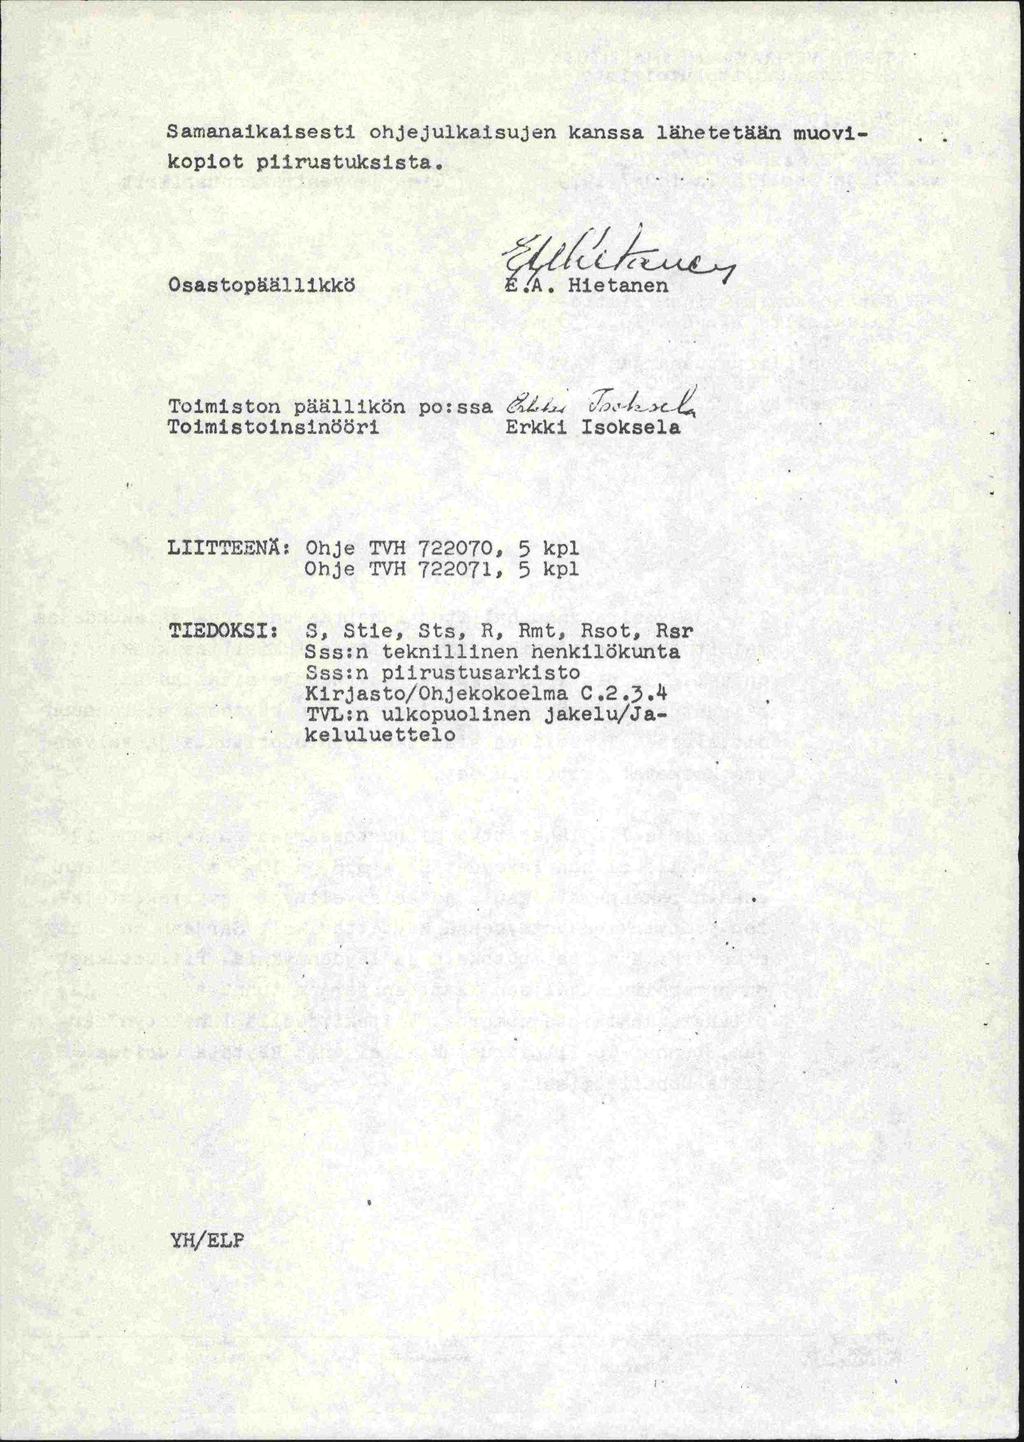 Samanaikaisesti ohjejulkaisujen kanssa lähetetään muovi-
kopiot piirustuksista.
Osastopäällikkö E.A. Hietanen
Toimiston päällikön po:ssa Erkki Isoksela
Toimistoinsinööri Erkki Isoksela
LIITTEENÄ: Ohje TVH 722070, 5 kpl
Ohje TVH 722071, 5 kpl
TIEDOKSI: S, Stie, Sts, R, Rmt, Rsot, Rsr
Sss:n teknillinen henkilökunta
Sss:n piirustusarkisto
Kirjasto/Ohjekokoelma C.2.3.4
TVL:n ulkopuolinen jakelu/Ja-
keluluettelo
YH/ELP